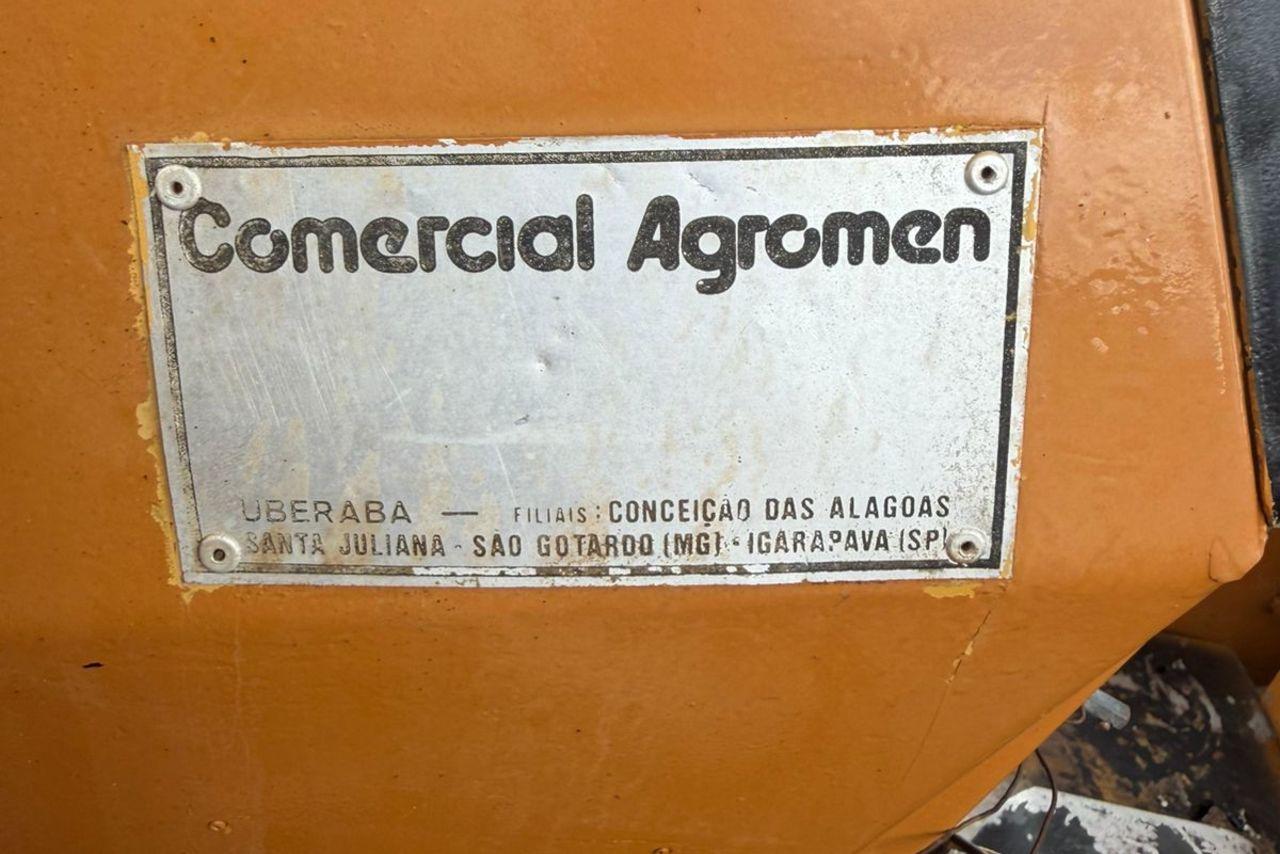 Comercial Agromen
UBERABA — FILIAIS: CONCEIÇÃO DAS ALAGOAS
SANTA JULIANA - SÃO GOTARDO (MG) - IGARAPAVA (SP)